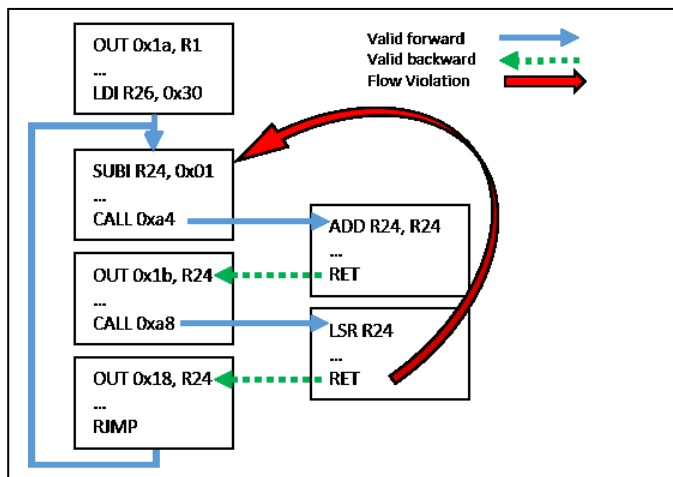 OUT 0x1a, R1
...
LDI R26, 0x30
Valid forward
Valid backward
Flow Violation
SUBI R24, 0x01
...
CALL 0xa4
ADD R24, R24
...
RET
OUT 0x1b, R24
...
CALL 0xa8
LSR R24
...
RET
OUT 0x18, R24
...
RJMP